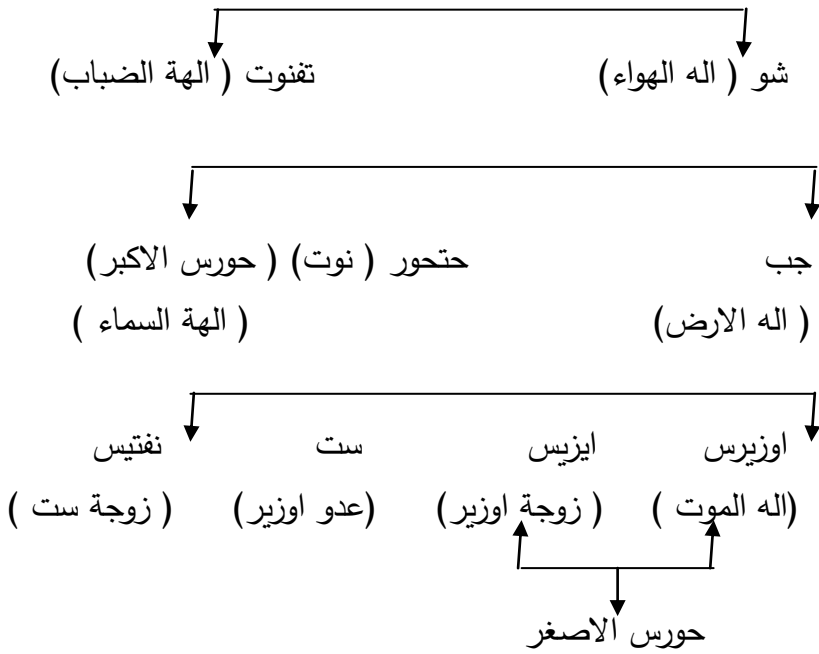 شو ( اله الهواء) تفنوت ( الهة الضباب)
جب حتحور ( نوت) ( حورس الاكبر)
( اله الارض) ( الهة السماء )
اوزيرس ايزيس ست نفتيس
(اله الموت ) ( زوجة اوزير) (عدو اوزير) ( زوجة ست )
حورس الاصغر